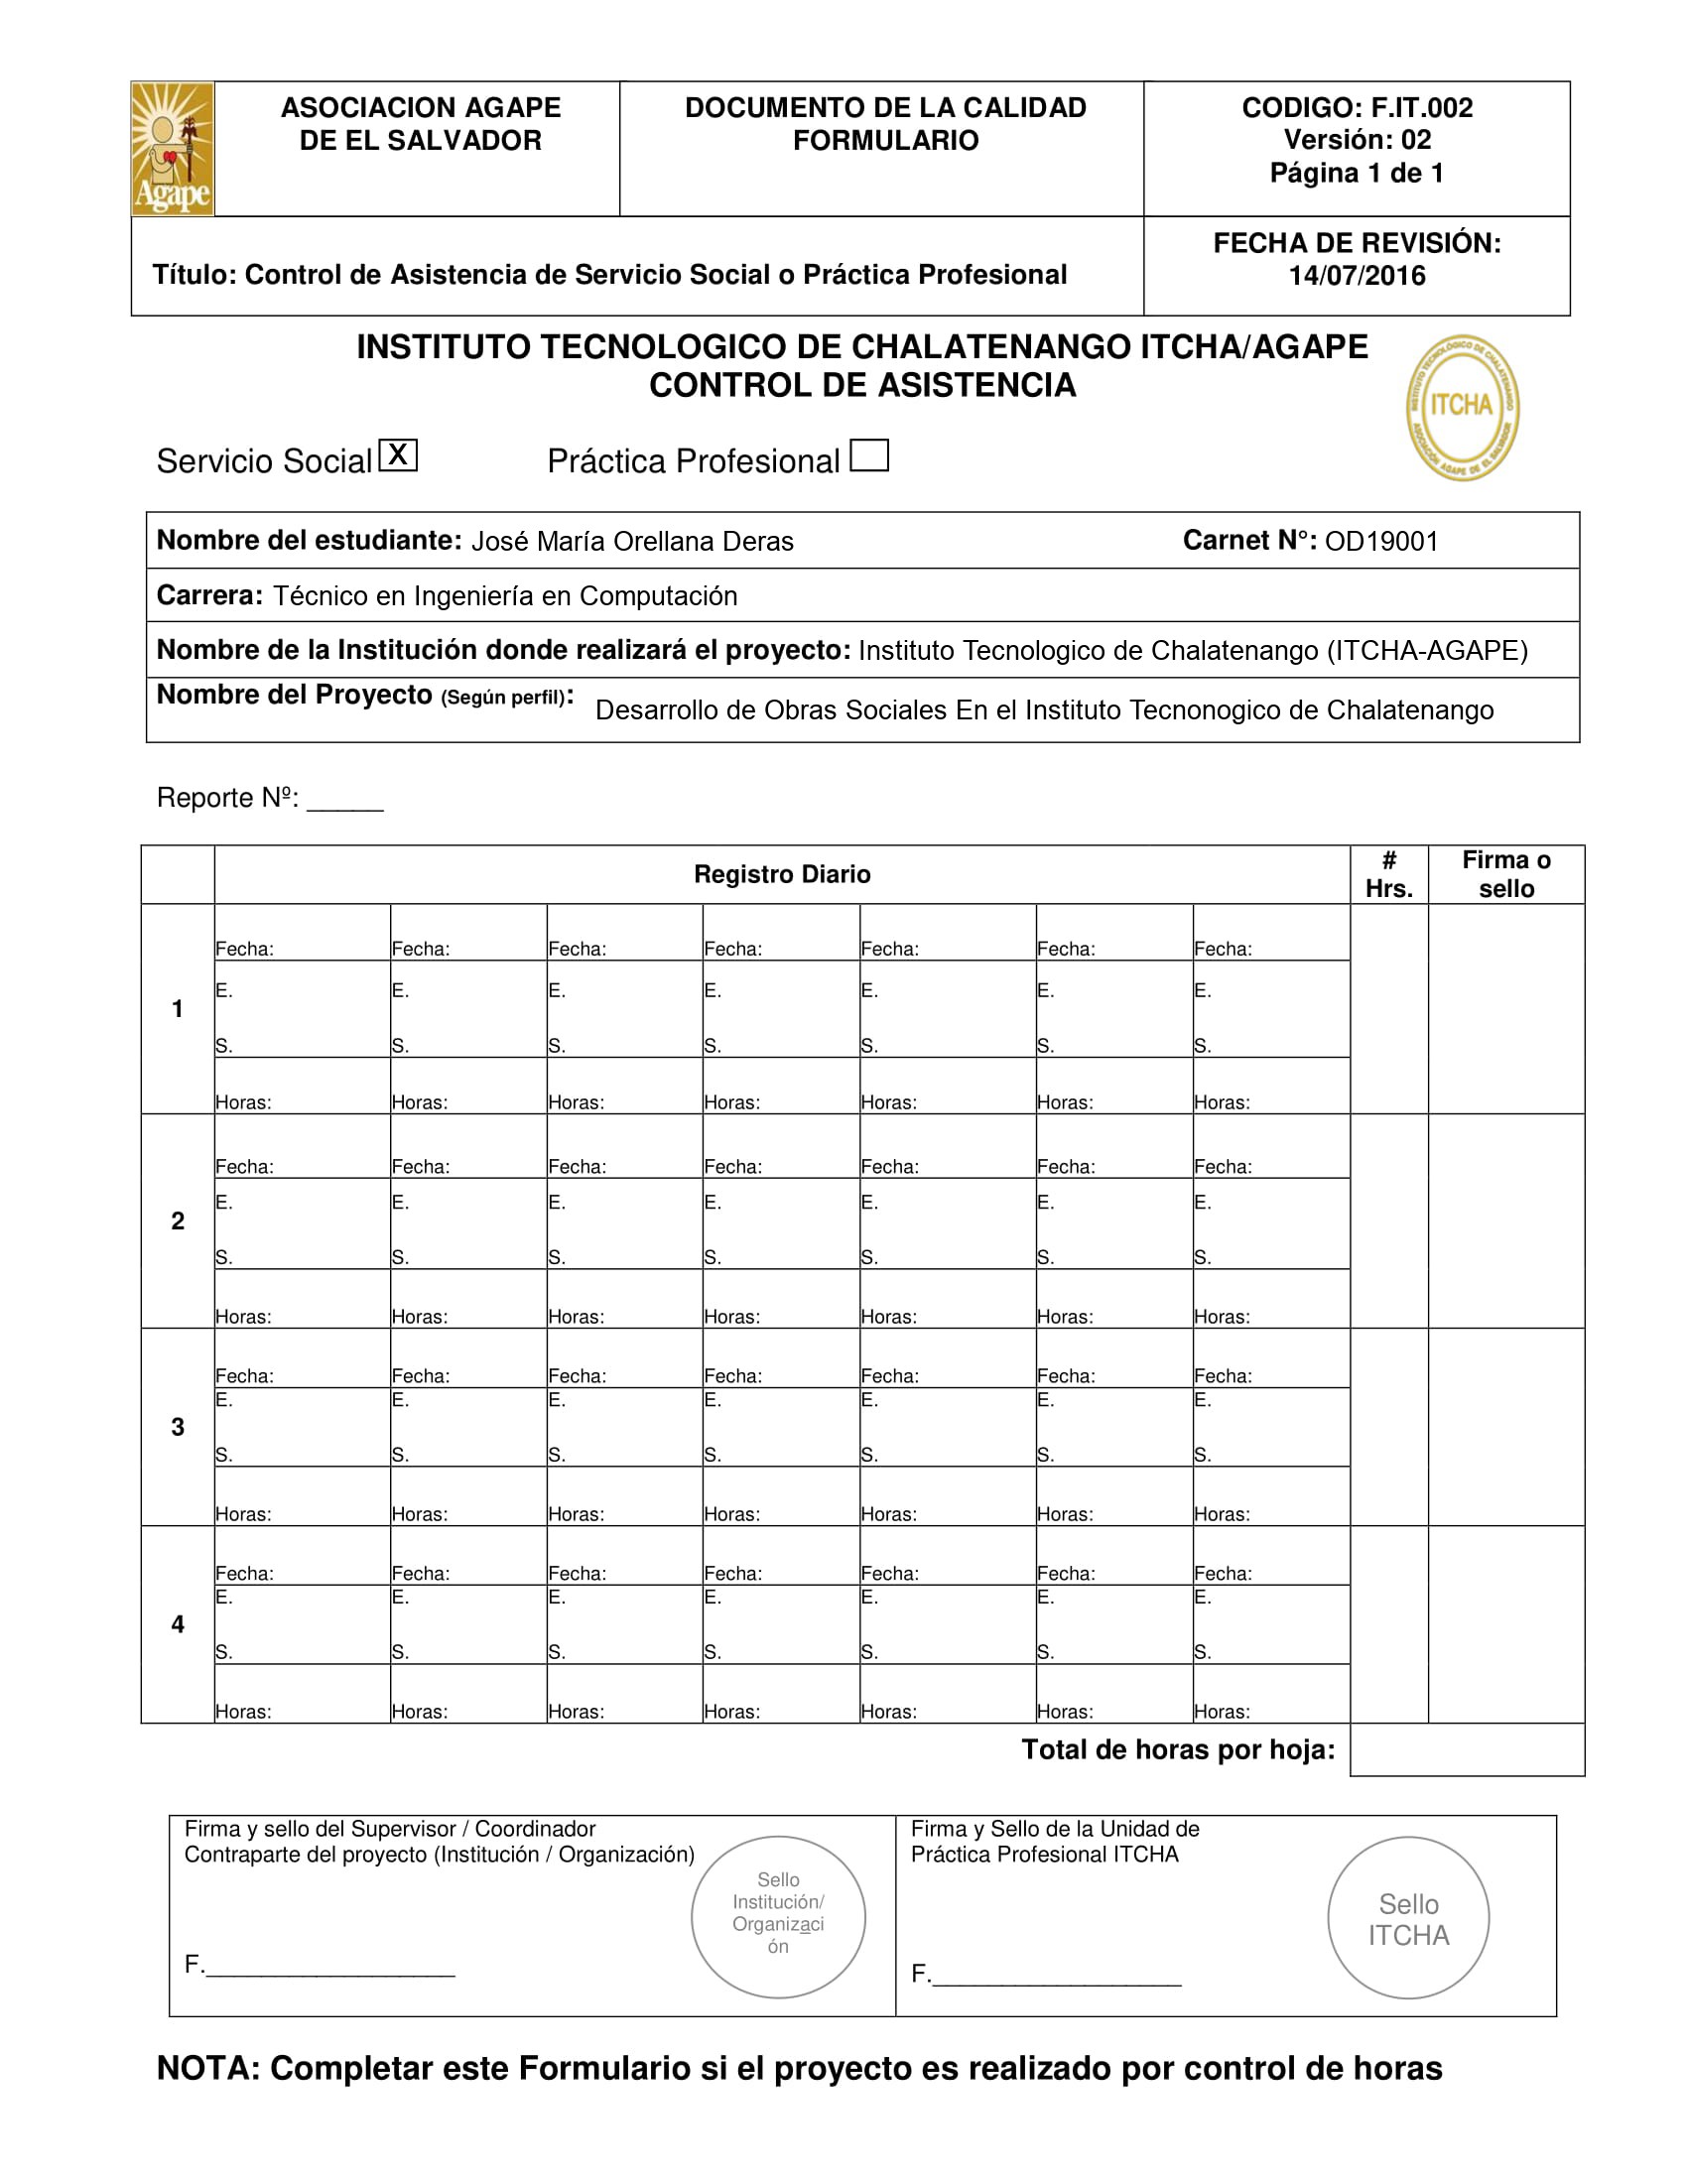 Agape
ASOCIACION AGAPE
DE EL SALVADOR
DOCUMENTO DE LA CALIDAD
FORMULARIO
CODIGO: F.IT.002
Versión: 02
Página 1 de 1
Título: Control de Asistencia de Servicio Social o Práctica Profesional
FECHA DE REVISIÓN:
14/07/2016
INSTITUTO TECNOLOGICO DE CHALATENANGO ITCHA/AGAPE
CONTROL DE ASISTENCIA
INSTITUTO TECNOLÓGICO DE CHALATENANGO
ITCHA
ASOCIACIÓN AGAPE DE EL SALVADOR
Servicio Social X Práctica Profesional
Nombre del estudiante: José María Orellana Deras Carnet N°: OD19001
Carrera: Técnico en Ingeniería en Computación
Nombre de la Institución donde realizará el proyecto: Instituto Tecnologico de Chalatenango (ITCHA-AGAPE)
Nombre del Proyecto (Según perfil): Desarrollo de Obras Sociales En el Instituto Tecnonogico de Chalatenango
Reporte Nº: _____
Registro Diario # Hrs. Firma o sello
Fecha: Fecha: Fecha: Fecha: Fecha: Fecha: Fecha:
E. E. E. E. E. E. E.
1
S. S. S. S. S. S. S.
Horas: Horas: Horas: Horas: Horas: Horas: Horas:
Fecha: Fecha: Fecha: Fecha: Fecha: Fecha: Fecha:
E. E. E. E. E. E. E.
2
S. S. S. S. S. S. S.
Horas: Horas: Horas: Horas: Horas: Horas: Horas:
Fecha: Fecha: Fecha: Fecha: Fecha: Fecha: Fecha:
E. E. E. E. E. E. E.
3
S. S. S. S. S. S. S.
Horas: Horas: Horas: Horas: Horas: Horas: Horas:
Fecha: Fecha: Fecha: Fecha: Fecha: Fecha: Fecha:
E. E. E. E. E. E. E.
4
S. S. S. S. S. S. S.
Horas: Horas: Horas: Horas: Horas: Horas: Horas:
Total de horas por hoja:
Firma y sello del Supervisor / Coordinador
Contraparte del proyecto (Institución / Organización)
Sello
Institución/
Organizaci
ón
F.____________________
Firma y Sello de la Unidad de
Práctica Profesional ITCHA
Sello
ITCHA
F.____________________
NOTA: Completar este Formulario si el proyecto es realizado por control de horas